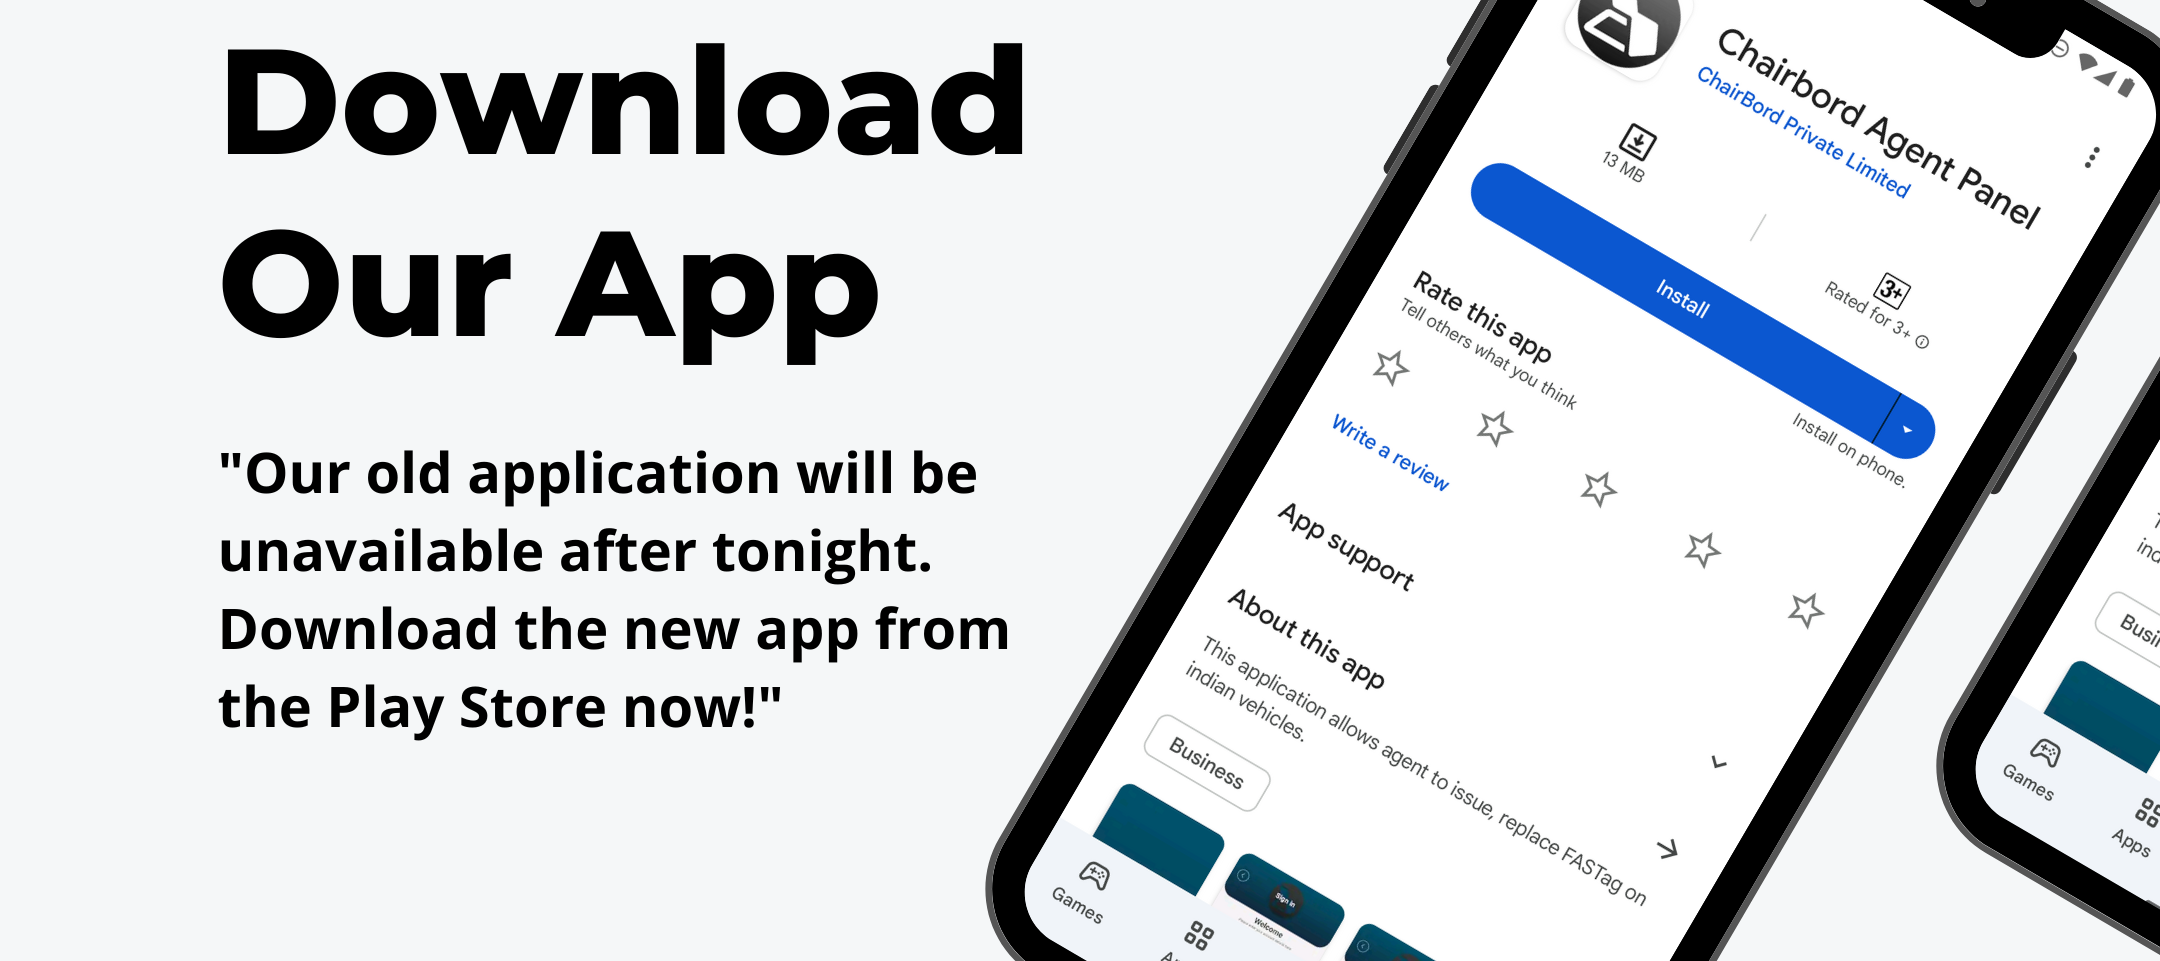 Download
Our App
"Our old application will be
unavailable after tonight.
Download the new app from
the Play Store now!"
Chairbord Agent Panel
ChairBord Private Limited
13 MB
3+
Rated for 3+
Install
Install on phone.
Rate this app
Tell others what you think
Write a review
App support
About this app
This application allows agent to issue, replace FASTag on
indian vehicles.
Business
Sign in
Welcome
Games
Games
Apps